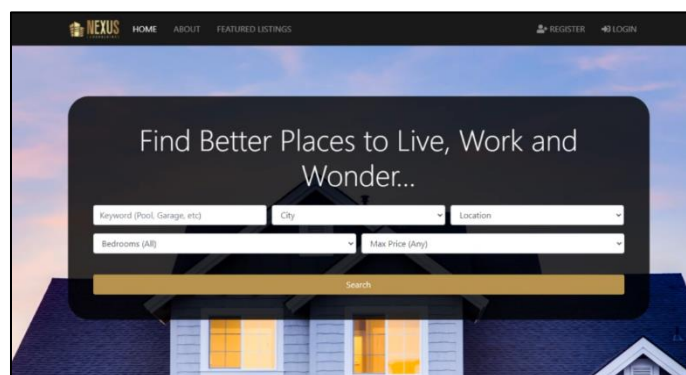 NEXUS HOME ABOUT FEATURED LISTINGS REGISTER LOGIN
Find Better Places to Live, Work and
Wonder...
Keyword (Pool, Garage, etc) City Location
Bedrooms (All) Max Price (Any)
Search